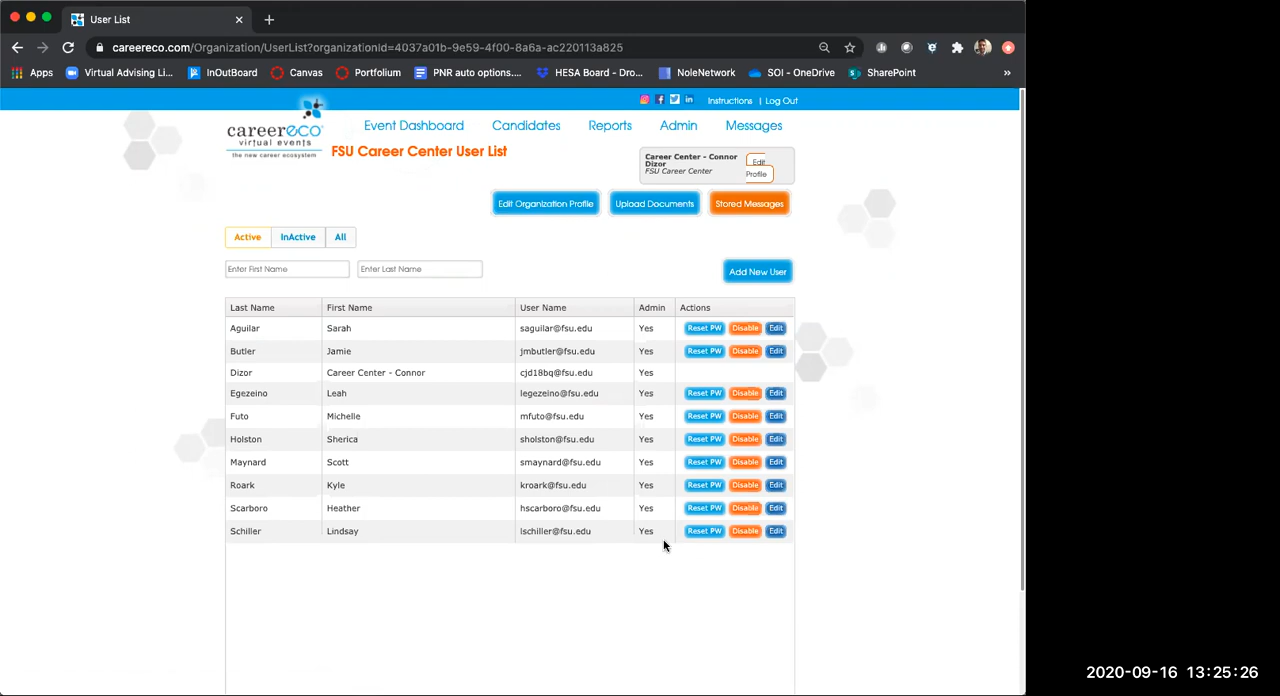 User List
careereco.com/Organization/UserList?organizationId=4037a01b-9e59-4f00-8a6a-ac220113a825
Apps Virtual Advising Li... InOutBoard Canvas Portfolium PNR auto options.... HESA Board - Dro... NoleNetwork SOI - OneDrive SharePoint »
Instructions | Log Out
careereco
virtual events
the new career ecosystem
Event Dashboard Candidates Reports Admin Messages
FSU Career Center User List
Career Center - Connor Dizor
FSU Career Center
Edit Profile
Edit Organization Profile Upload Documents Stored Messages
Active InActive All
Enter First Name Enter Last Name Add New User
Last Name First Name User Name Admin Actions
Aguilar Sarah saguilar@fsu.edu Yes Reset PW Disable Edit
Butler Jamie jmbutler@fsu.edu Yes Reset PW Disable Edit
Dizor Career Center - Connor cjd18bq@fsu.edu Yes
Egezeino Leah legezeino@fsu.edu Yes Reset PW Disable Edit
Futo Michelle mfuto@fsu.edu Yes Reset PW Disable Edit
Holston Sherica sholston@fsu.edu Yes Reset PW Disable Edit
Maynard Scott smaynard@fsu.edu Yes Reset PW Disable Edit
Roark Kyle kroark@fsu.edu Yes Reset PW Disable Edit
Scarboro Heather hscarboro@fsu.edu Yes Reset PW Disable Edit
Schiller Lindsay lschiller@fsu.edu Yes Reset PW Disable Edit
2020-09-16 13:25:26